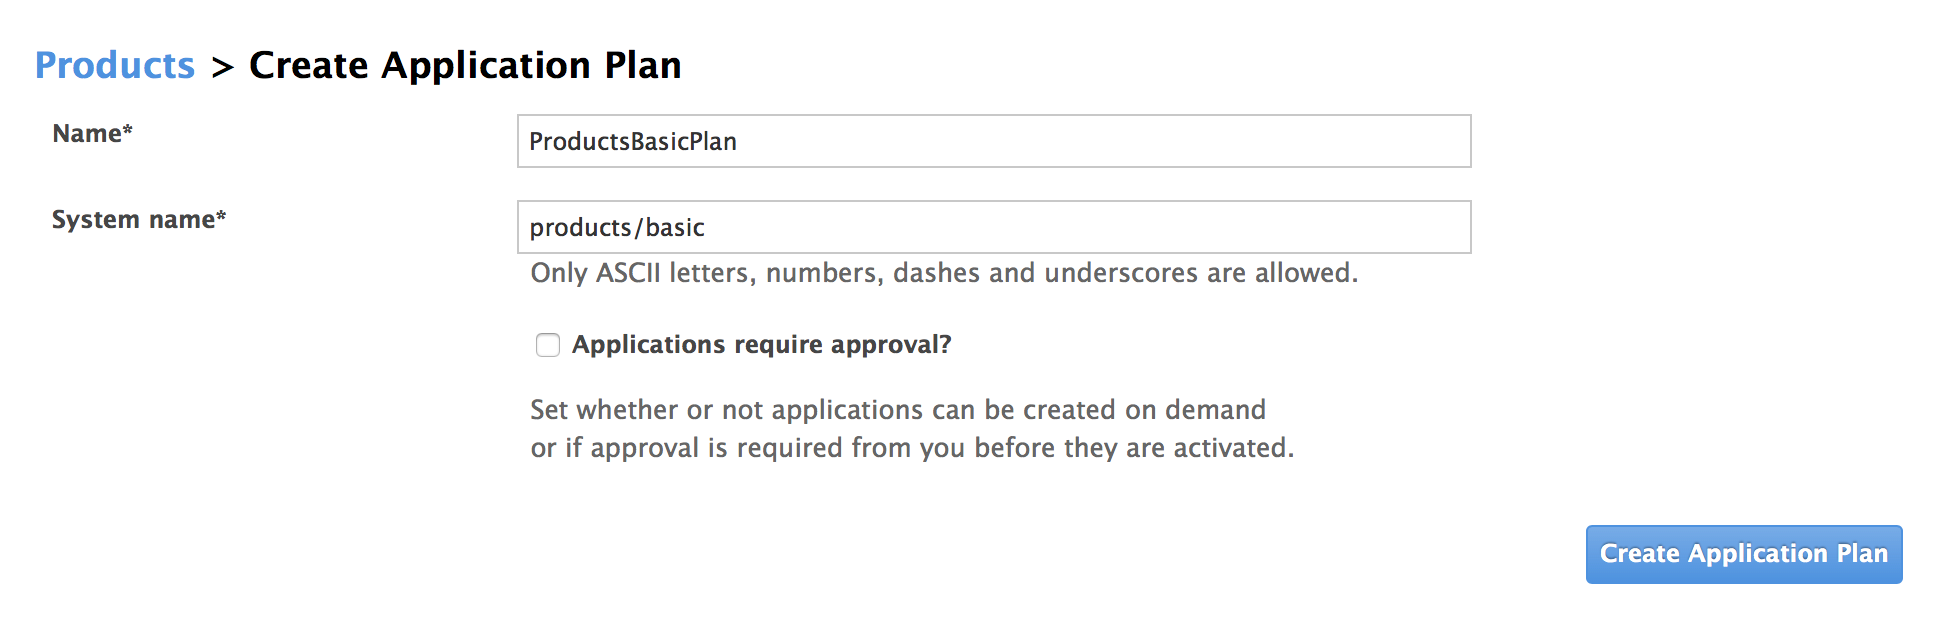 Products > Create Application Plan
Name*
ProductsBasicPlan
System name*
products/basic
Only ASCII letters, numbers, dashes and underscores are allowed.
Applications require approval?
Set whether or not applications can be created on demand
or if approval is required from you before they are activated.
Create Application Plan